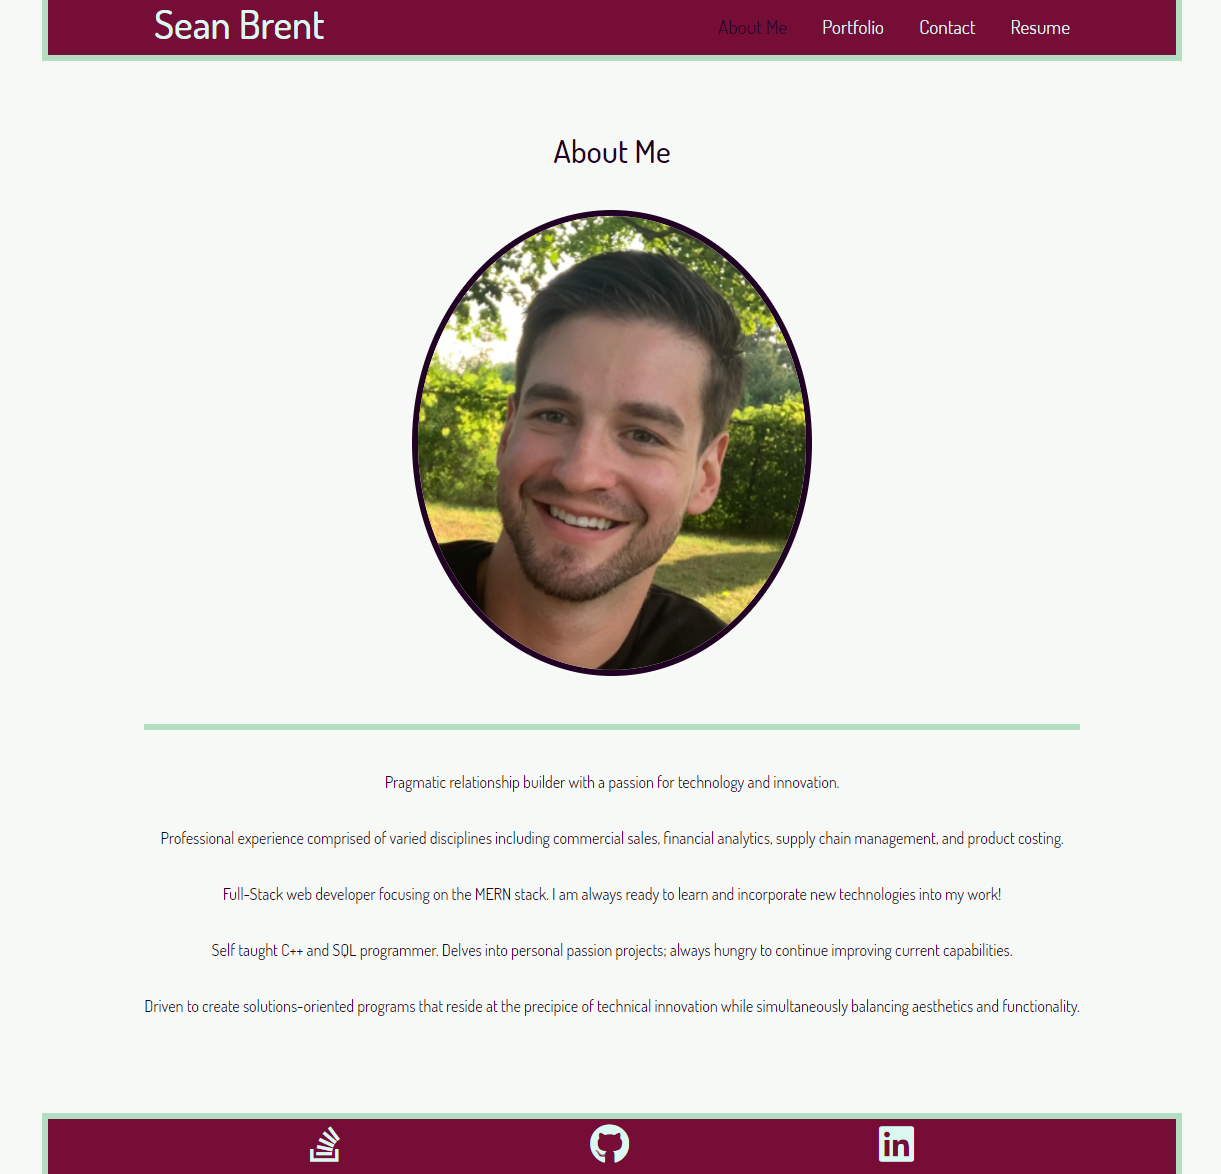 Sean Brent
About Me Portfolio Contact Resume
About Me
Pragmatic relationship builder with a passion for technology and innovation.
Professional experience comprised of varied disciplines including commercial sales, financial analytics, supply chain management, and product costing.
Full-Stack web developer focusing on the MERN stack. I am always ready to learn and incorporate new technologies into my work!
Self taught C++ and SQL programmer. Delves into personal passion projects; always hungry to continue improving current capabilities.
Driven to create solutions-oriented programs that reside at the precipice of technical innovation while simultaneously balancing aesthetics and functionality.
in